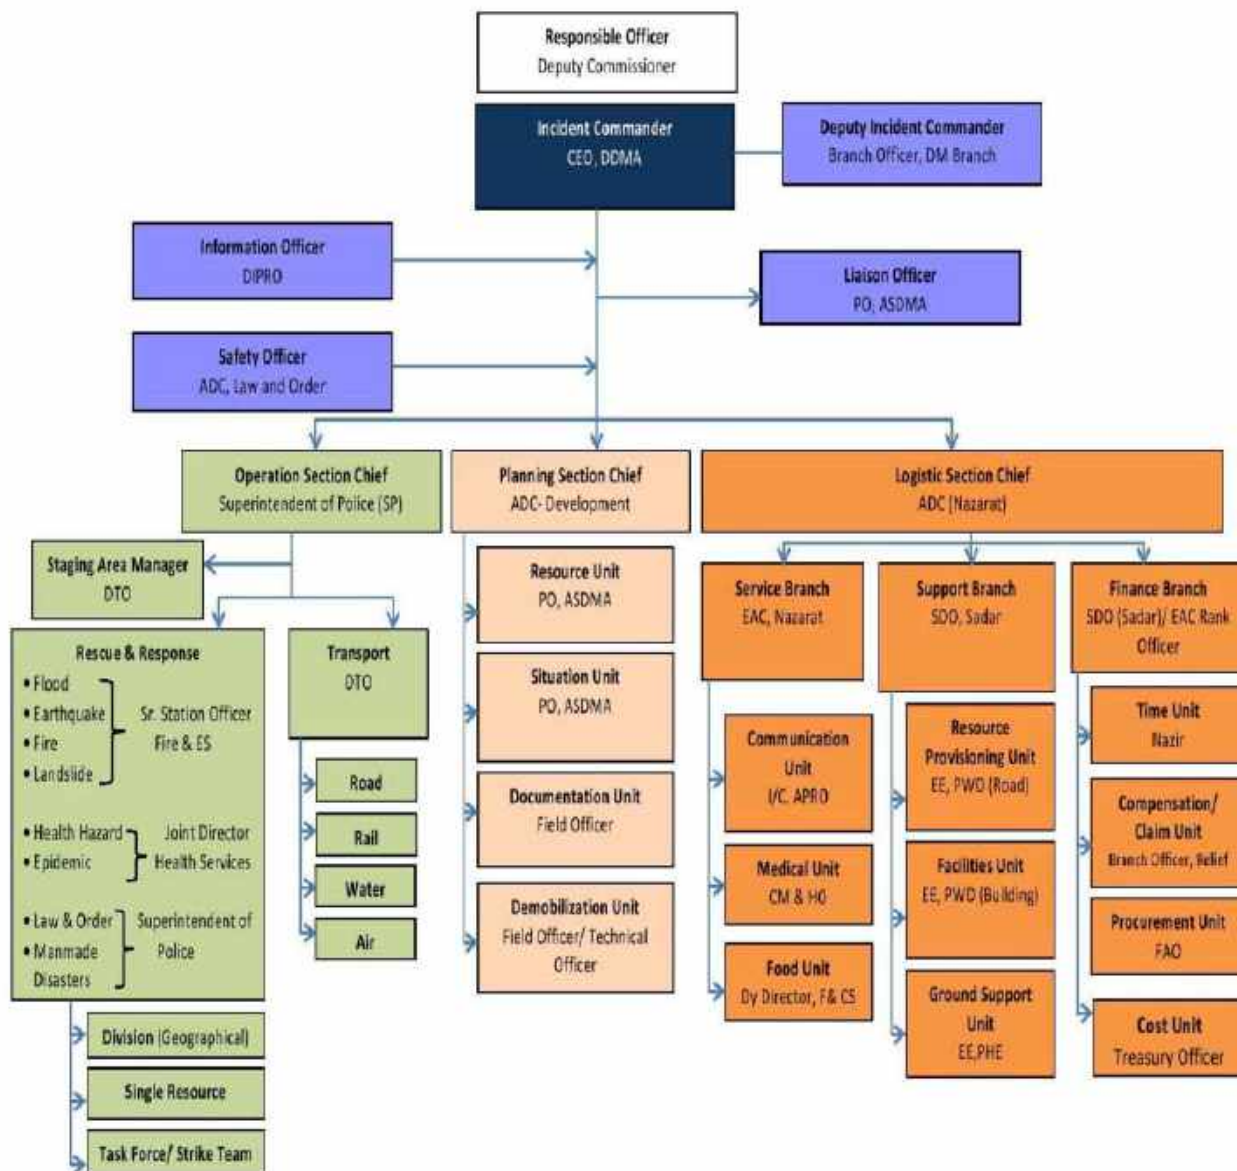 Responsible Officer
Deputy Commissioner
Incident Commander
CEO, DDMA
Deputy Incident Commander
Branch Officer, DM Branch
Information Officer
DIPRO
Liaison Officer
PO, ASDMA
Safety Officer
ADC, Law and Order
Operation Section Chief
Superintendent of Police (SP)
Planning Section Chief
ADC- Development
Logistic Section Chief
ADC (Nazarat)
Staging Area Manager
DTO
Rescue & Response
• Flood
• Earthquake
• Fire
• Landslide
Sr. Station Officer
Fire & ES
• Health Hazard
• Epidemic
Joint Director
Health Services
• Law & Order
• Manmade
Disasters
Superintendent of
Police
Division (Geographical)
Single Resource
Task Force/ Strike Team
Transport
DTO
Road
Rail
Water
Air
Resource Unit
PO, ASDMA
Situation Unit
PO, ASDMA
Documentation Unit
Field Officer
Demobilization Unit
Field Officer/ Technical
Officer
Service Branch
EAC, Nazarat
Communication
Unit
I/C, APRO
Medical Unit
CM & HO
Food Unit
Dy Director, F& CS
Support Branch
SDO, Sadar
Resource
Provisioning Unit
EE, PWD (Road)
Facilities Unit
EE, PWD (Building)
Ground Support
Unit
EE,PHE
Finance Branch
SDO (Sadar)/ EAC Rank
Officer
Time Unit
Nazir
Compensation/
Claim Unit
Branch Officer, Belief
Procurement Unit
FAO
Cost Unit
Treasury Officer